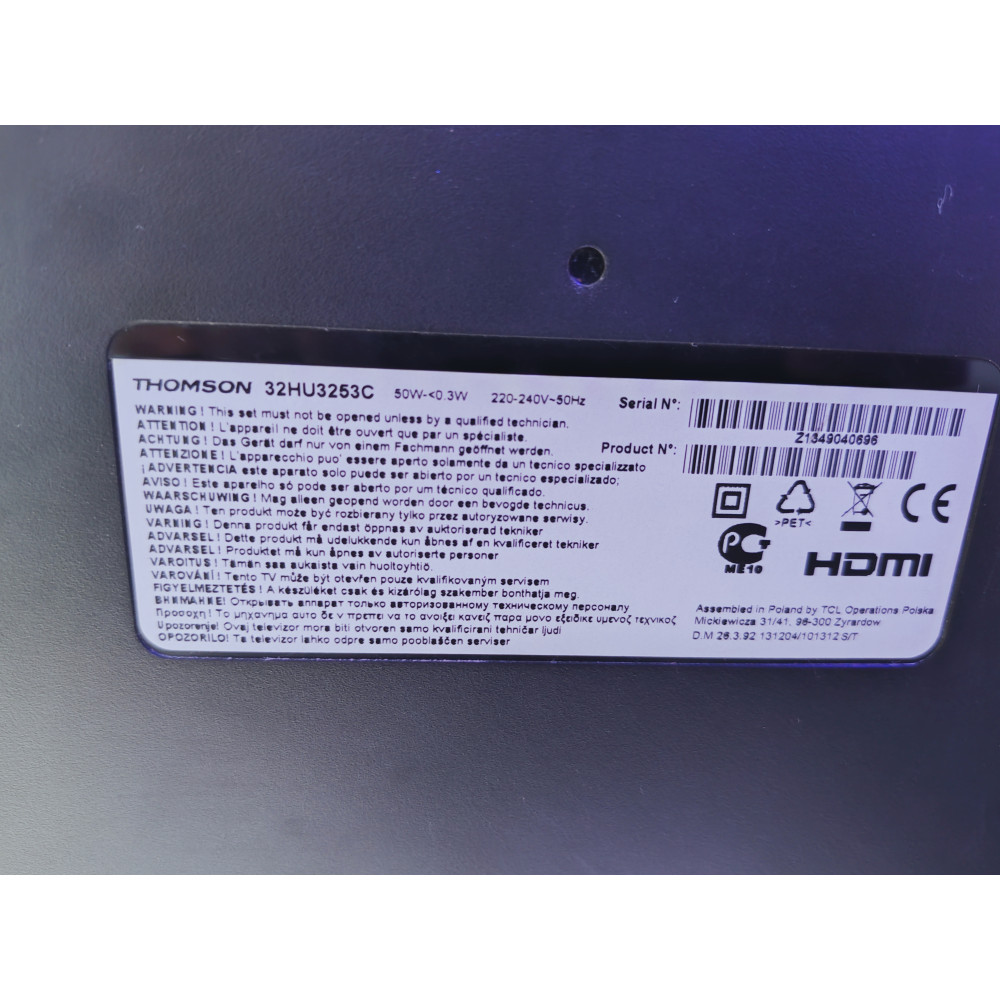 THOMSON 32HU3253C 50W-<0.3W 220-240V~50Hz Serial N°:
Z1349040696
Product N°:
WARNING ! This set must not be opened unless by a qualified technician.
ATTENTION ! L'appareil ne doit être ouvert que par un spécialiste.
ACHTUNG ! Das Gerät darf nur von einem Fachmann geöffnet werden.
ATTENZIONE ! L'apparecchio puo' essere aperto solamente da un tecnico specializzato
¡ADVERTENCIA este aparato solo puede ser abierto por un tecnico especializado;
AVISO ! Este apareiho só pode ser aberto por um técnico qualificado.
WAARSCHUWING ! Mag alleen geopend worden door een bevogde technicus.
UWAGA ! Ten produkt może być rozbierany tylko przez autoryzowane serwisy.
VARNING ! Denna produkt får endast öppnas av auktoriserad tekniker
ADVARSEL ! Dette produkt må udelukkende kun åbnes af en kvalificeret tekniker
ADVARSEL ! Produktet må kun åpnes av autoriserte personer
VAROITUS ! Tämän saa aukaista vain huoltoyhtiö.
VAROVÁNÍ ! Tento TV může být otevřen pouze kvalifikovaným servisem
FIGYELMEZTETÉS ! A készüléket csak és kizárólag szakember bonthatja meg.
ВНИМАНИЕ! Открывать аппарат только авторизованному техническому персоналу
Προσοχη ! Το μηχανημα αυτο δε ν πρεπει να το ανοιξει κανεις παρα μονο εξειδικε υμενος τεχνικος
Upozorenje! Ovaj televizor mora biti otvoren samo kvalificirani tehničar ljudi
OPOZORILO! Ta televizor lahko odpre samo pooblaščen serviser
>PET<
CE
PC
ME10
HDMI
Assembled in Poland by TCL Operations Polska
Mickiewicza 31/41, 96-300 Zyrardow
D.M 26.3.92 131204/101312 S/T